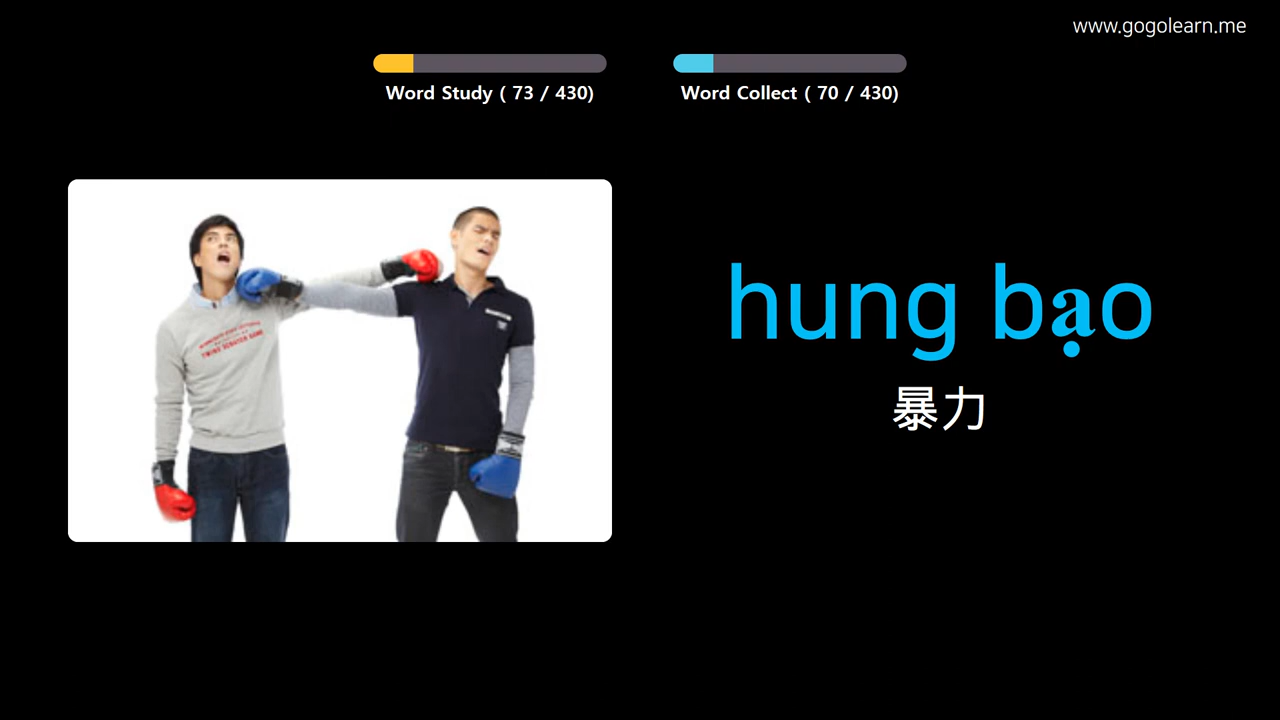 www.gogolearn.me
Word Study ( 73 / 430)
Word Collect ( 70 / 430)
hung bạo
暴力